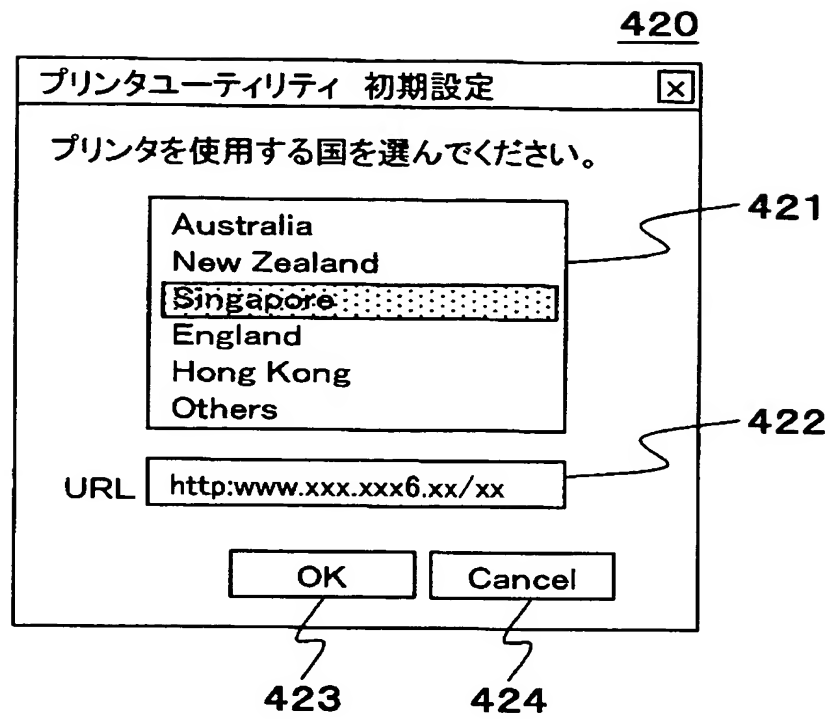 420
プリンタユーティリティ 初期設定 ×
プリンタを使用する国を選んでください。
Australia
New Zealand
Singapore
England
Hong Kong
Others
421
422
URL http:www.xxx.xxx6.xx/xx
OK Cancel
423 424